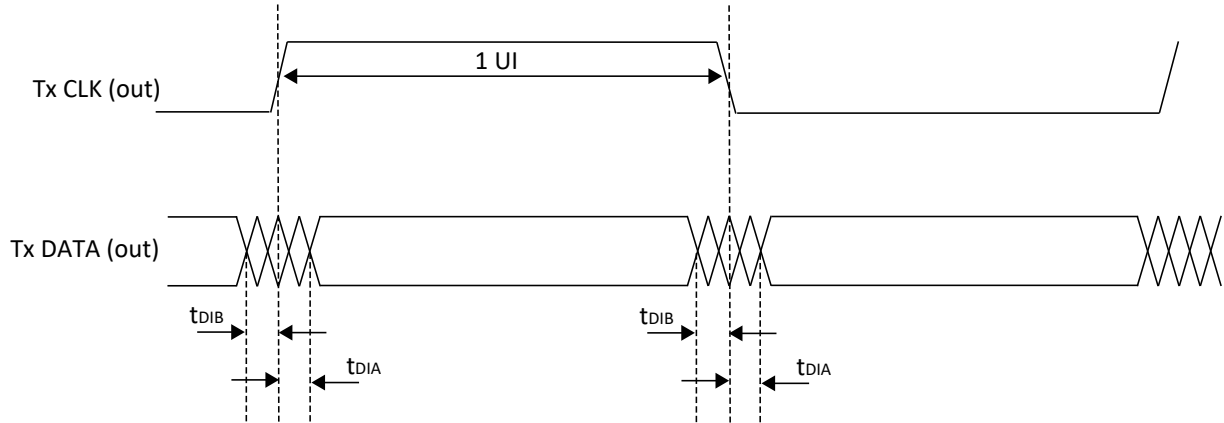 1 UI
Tx CLK (out)
Tx DATA (out)
tDIB
tDIB
tDIA
tDIA